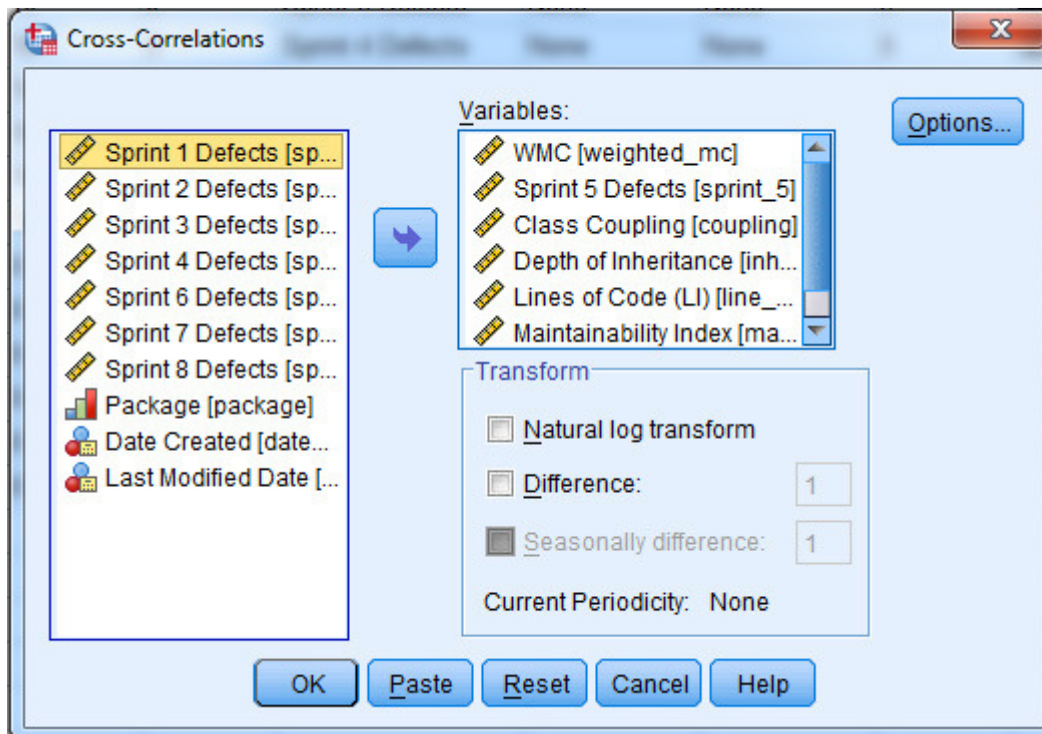 Cross-Correlations
Sprint 1 Defects [sp...
Sprint 2 Defects [sp...
Sprint 3 Defects [sp...
Sprint 4 Defects [sp...
Sprint 6 Defects [sp...
Sprint 7 Defects [sp...
Sprint 8 Defects [sp...
Package [package]
Date Created [date...
Last Modified Date [...
Variables:
WMC [weighted_mc]
Sprint 5 Defects [sprint_5]
Class Coupling [coupling]
Depth of Inheritance [inh...
Lines of Code (LI) [line_...
Maintainability Index [ma...
Options...
Transform
Natural log transform
Difference: 1
Seasonally difference: 1
Current Periodicity: None
OK Paste Reset Cancel Help